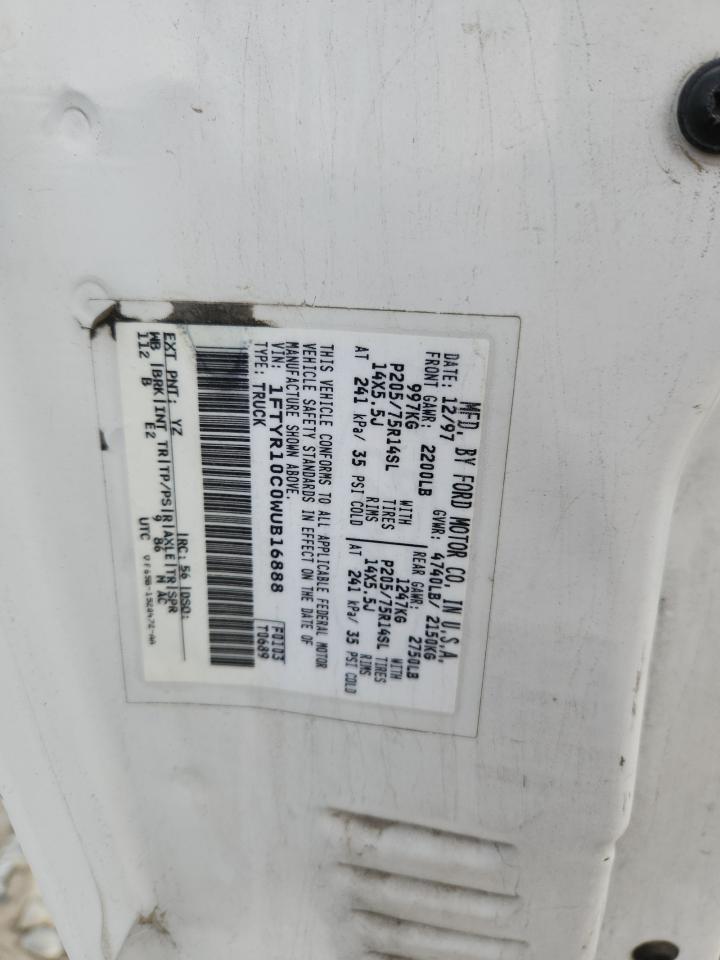 MFD. BY FORD MOTOR CO. IN U.S.A.
DATE: 12/97 GVWR: 4740LB/ 2150KG
FRONT GAWR: 2200LB REAR GAWR: 2750LB
997KG WITH 1247KG WITH
P205/75R14SL TIRES P205/75R14SL TIRES
14X5.5J RIMS 14X5.5J RIMS
AT 241 kPa/ 35 PSI COLD AT 241 kPa/ 35 PSI COLD
THIS VEHICLE CONFORMS TO ALL APPLICABLE FEDERAL MOTOR
VEHICLE SAFETY STANDARDS IN EFFECT ON THE DATE OF
MANUFACTURE SHOWN ABOVE.
VIN: 1FTYR10C0WUB16888 F0103
TYPE: TRUCK T0689
EXT PNT: YZ RC: 56 DSO:
WB BRK INT TR TP/PS R AXLE TR SPR
112 B E2 9 86 M AC
UTC